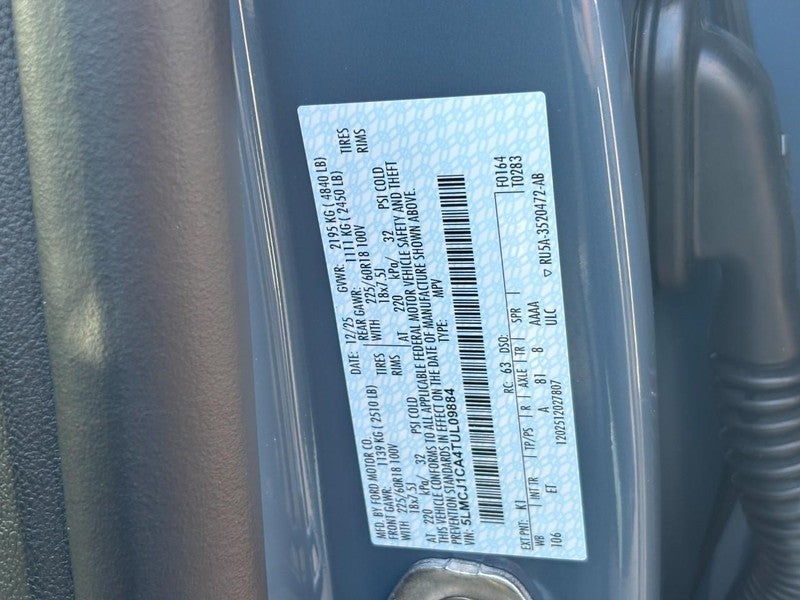 MFD. BY FORD MOTOR CO. DATE: 12/25 GVWR: 2195 KG ( 4840 LB)
FRONT GAWR: 1139 KG ( 2510 LB) REAR GAWR: 1111 KG ( 2450 LB)
WITH 225/60R18 100V TIRES WITH 225/60R18 100V TIRES
18x7.5J RIMS 18x7.5J RIMS
AT 220 kPa/ 32 PSI COLD AT 220 kPa/ 32 PSI COLD
THIS VEHICLE CONFORMS TO ALL APPLICABLE FEDERAL MOTOR VEHICLE SAFETY AND THEFT
PREVENTION STANDARDS IN EFFECT ON THE DATE OF MANUFACTURE SHOWN ABOVE.
VIN: 5LMCJ1CA4TUL09884 TYPE: MPV
F0164
T0283
EXT PNT: K1 RC: 63 DSO:
WB INT TR TP/PS R AXLE TR SPR
106 ET A 81 8 AAAA
120251202780​7 ULC
▽ RU5A-3520472-AB